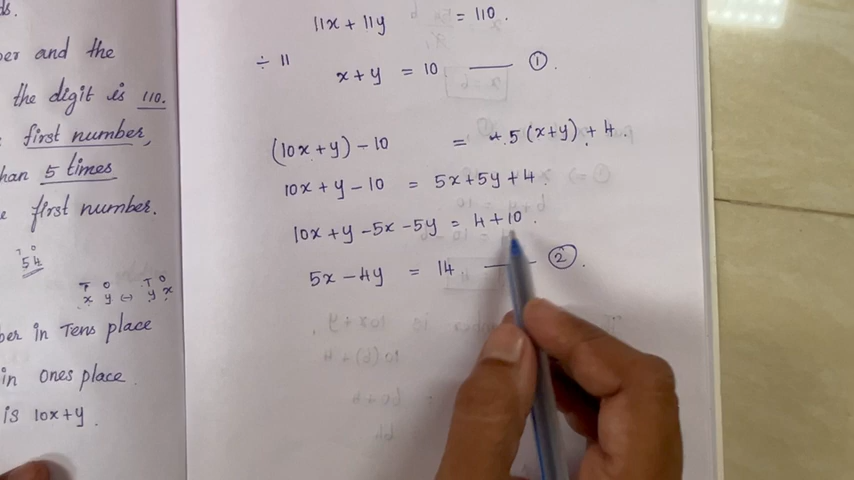 ds.
ber and the
the digit is 110.
first number,
than 5 times
e first number.
T O
54
T O T O
x y ↔ y x
ber in Tens place
in ones place.
is 10x+y.
11x + 11y = 110.
÷ 11
x + y = 10 —— ①.
(10x + y) - 10 = 5(x+y) + 4.
10x + y - 10 = 5x + 5y + 4.
10x + y - 5x - 5y = 4 + 10.
5x - 4y = 14 —— ②.